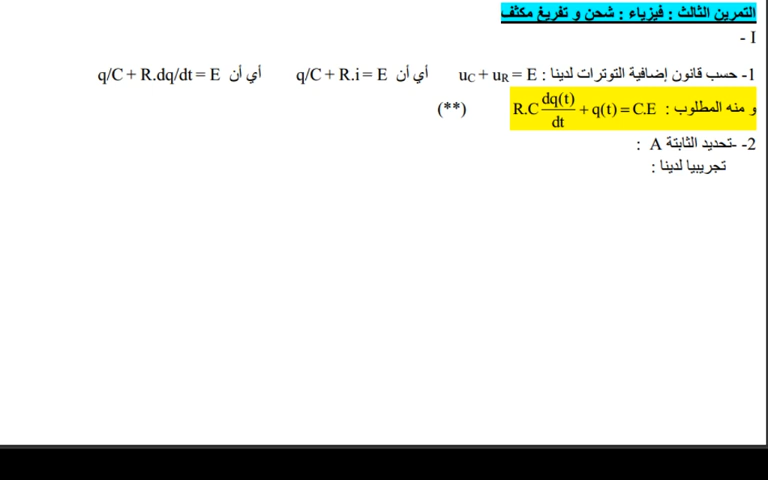 التمرين الثالث : فيزياء : شحن و تفريغ مكثف
I -
1- حسب قانون إضافية التوترات لدينا : uC + uR = E أي أن q/C + R.i = E أي أن q/C + R.dq/dt = E
و منه المطلوب : R.C dq(t)/dt + q(t) = C.E (**)
2- -تحديد الثابتة A :
تجريبيا لدينا :